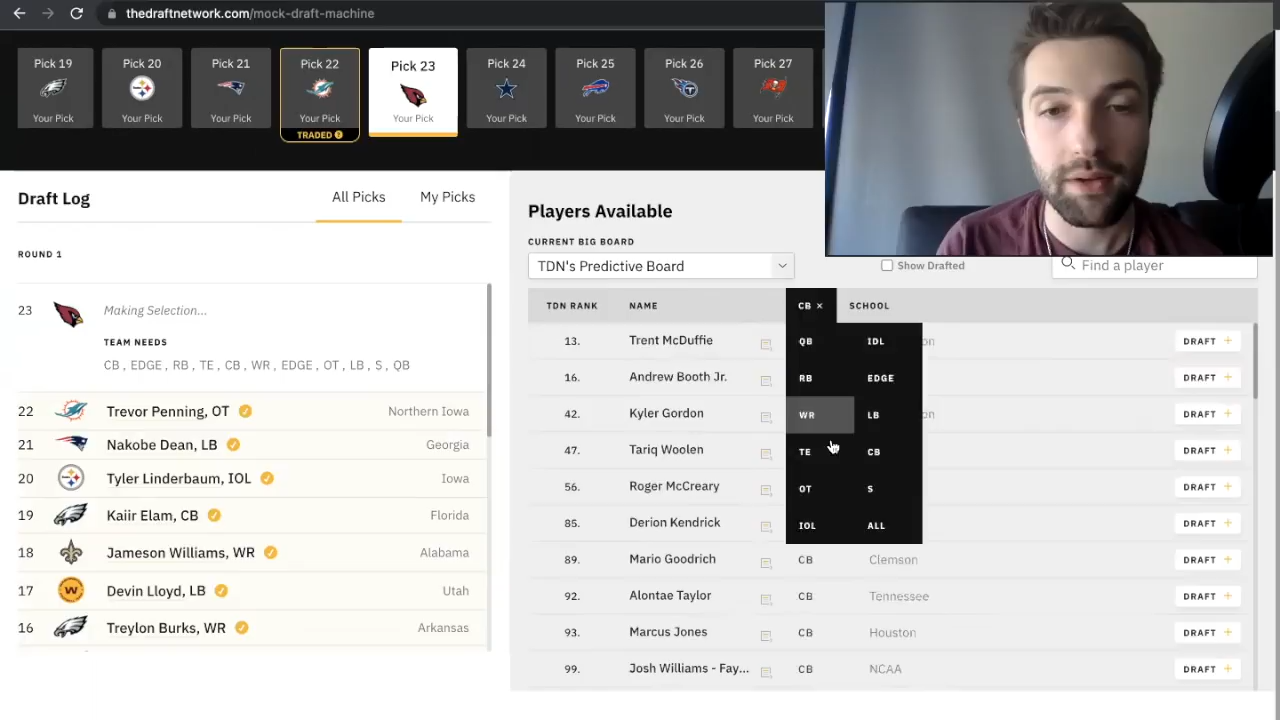 thedraftnetwork.com/mock-draft-machine
Pick 19 Pick 20 Pick 21 Pick 22 Pick 23 Pick 24 Pick 25 Pick 26 Pick 27
Your Pick Your Pick Your Pick Your Pick Your Pick Your Pick Your Pick Your Pick Your Pick
TRADED
Draft Log All Picks My Picks
ROUND 1
23 Making Selection...
TEAM NEEDS
CB , EDGE , RB , TE , CB , WR , EDGE , OT , LB , S , QB
22 Trevor Penning, OT Northern Iowa
21 Nakobe Dean, LB Georgia
20 Tyler Linderbaum, IOL Iowa
19 Kaiir Elam, CB Florida
18 Jameson Williams, WR Alabama
17 Devin Lloyd, LB Utah
16 Treylon Burks, WR Arkansas
Players Available
CURRENT BIG BOARD
TDN's Predictive Board Show Drafted Find a player
TDN RANK NAME CB × SCHOOL
13. Trent McDuffie QB IDL on DRAFT +
16. Andrew Booth Jr. RB EDGE DRAFT +
42. Kyler Gordon WR LB on DRAFT +
47. Tariq Woolen TE CB DRAFT +
56. Roger McCreary OT S DRAFT +
85. Derion Kendrick IOL ALL DRAFT +
89. Mario Goodrich CB Clemson DRAFT +
92. Alontae Taylor CB Tennessee DRAFT +
93. Marcus Jones CB Houston DRAFT +
99. Josh Williams - Fay... CB NCAA DRAFT +